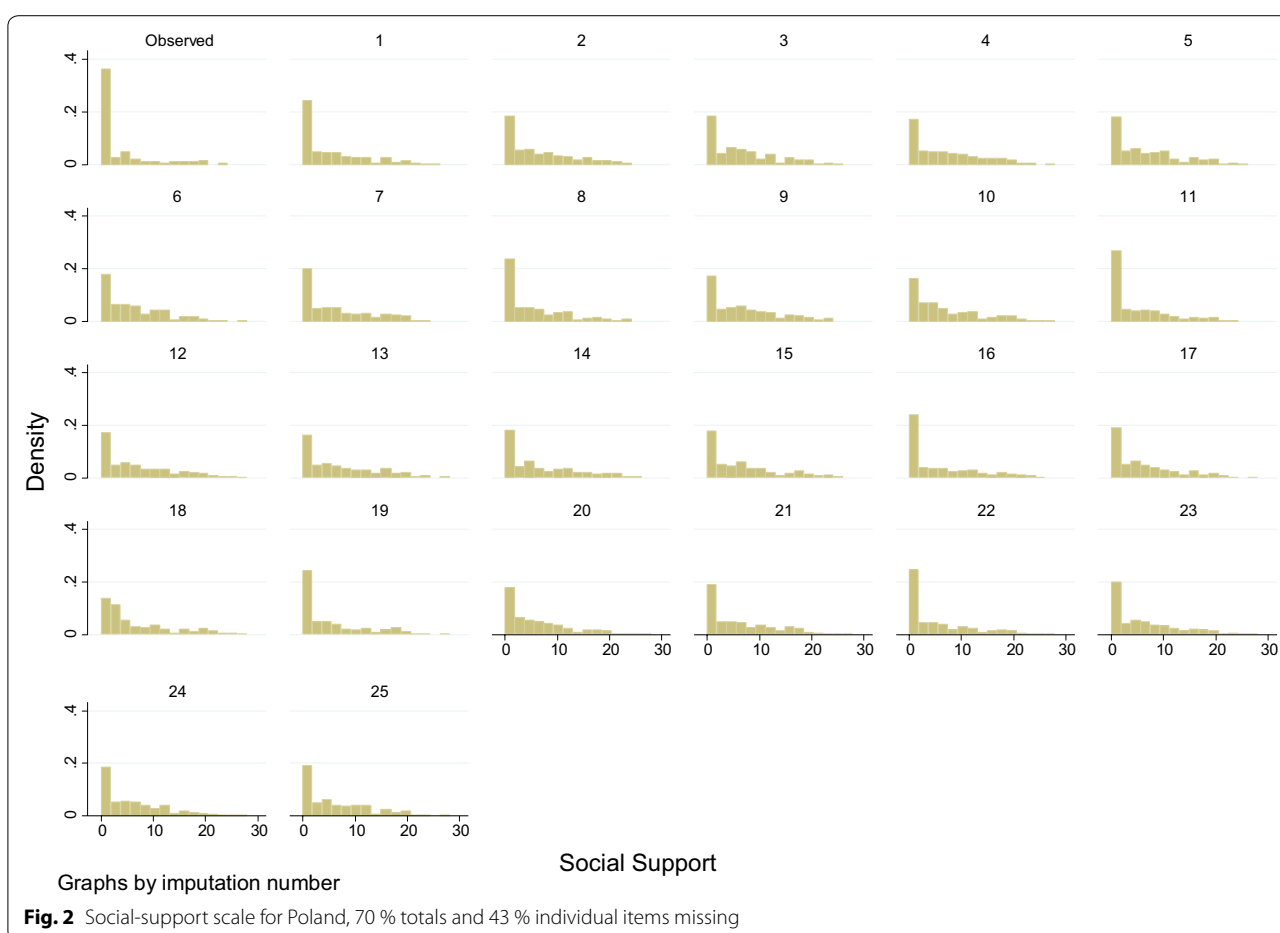 Observed 1 2 3 4 5
.4
.2
0
6 7 8 9 10 11
.4
.2
0
12 13 14 15 16 17
.4
.2
0
Density
18 19 20 21 22 23
.4
.2
0
0 10 20 30 0 10 20 30 0 10 20 30 0 10 20 30
24 25
.4
.2
0
0 10 20 30 0 10 20 30
Social Support
Graphs by imputation number
Fig. 2 Social-support scale for Poland, 70 % totals and 43 % individual items missing